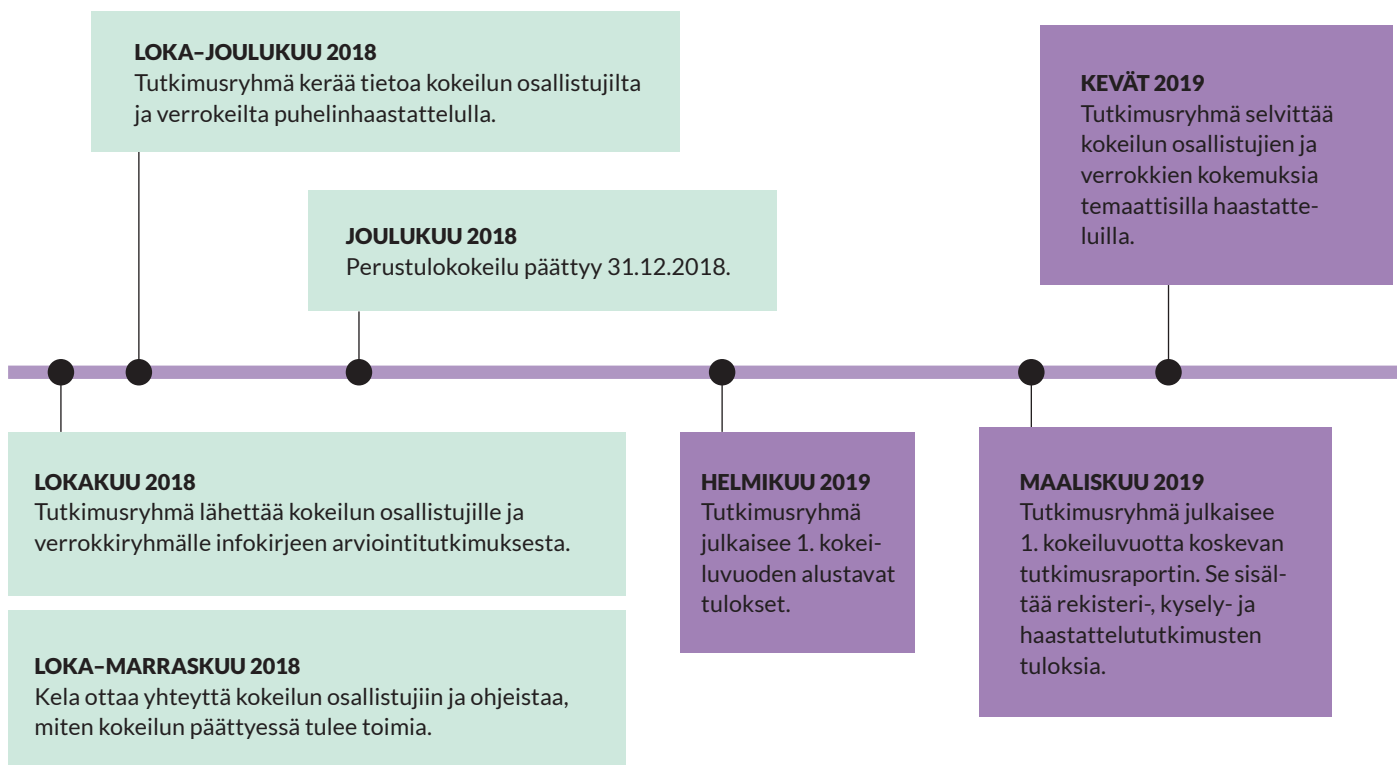 LOKA–JOULUKUU 2018
Tutkimusryhmä kerää tietoa kokeilun osallistujilta
ja verrokeilta puhelinhaastattelulla.
JOULUKUU 2018
Perustulokokeilu päättyy 31.12.2018.
KEVÄT 2019
Tutkimusryhmä selvittää
kokeilun osallistujien ja
verrokkien kokemuksia
temaattisilla haastatte-
luilla.
LOKAKUU 2018
Tutkimusryhmä lähettää kokeilun osallistujille ja
verrokkiryhmälle infokirjeen arviointitutkimuksesta.
LOKA–MARRASKUU 2018
Kela ottaa yhteyttä kokeilun osallistujiin ja ohjeistaa,
miten kokeilun päättyessä tulee toimia.
HELMIKUU 2019
Tutkimusryhmä
julkaisee 1. kokei-
luvuoden alustavat
tulokset.
MAALISKUU 2019
Tutkimusryhmä julkaisee
1. kokeiluvuotta koskevan
tutkimusraportin. Se sisäl-
tää rekisteri-, kysely- ja
haastattelututkimusten
tuloksia.